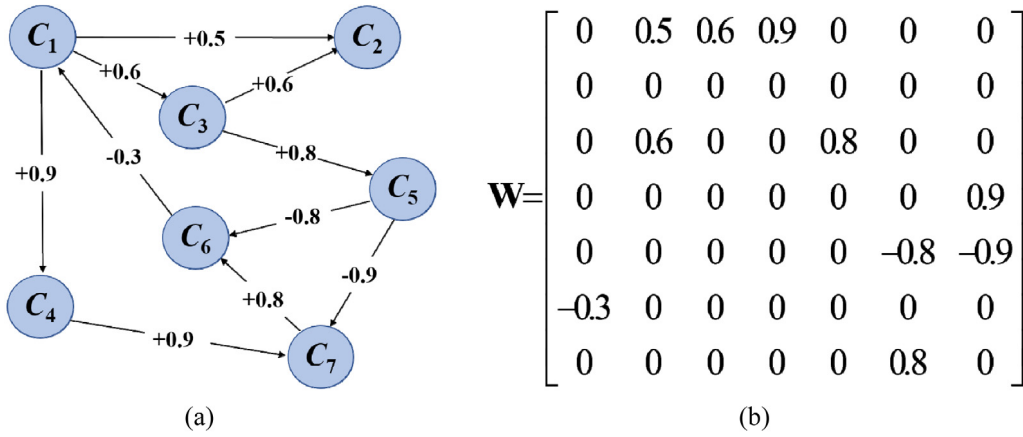 C1 +0.5 C2
+0.6 +0.6
C3
+0.9 -0.3 +0.8
C5
-0.8
C6
-0.9
C4 +0.8
+0.9 C7
(a)
W=
0 0.5 0.6 0.9 0 0 0
0 0 0 0 0 0 0
0 0.6 0 0 0.8 0 0
0 0 0 0 0 0 0.9
0 0 0 0 0 −0.8 −0.9
−0.3 0 0 0 0 0 0
0 0 0 0 0 0.8 0
(b)